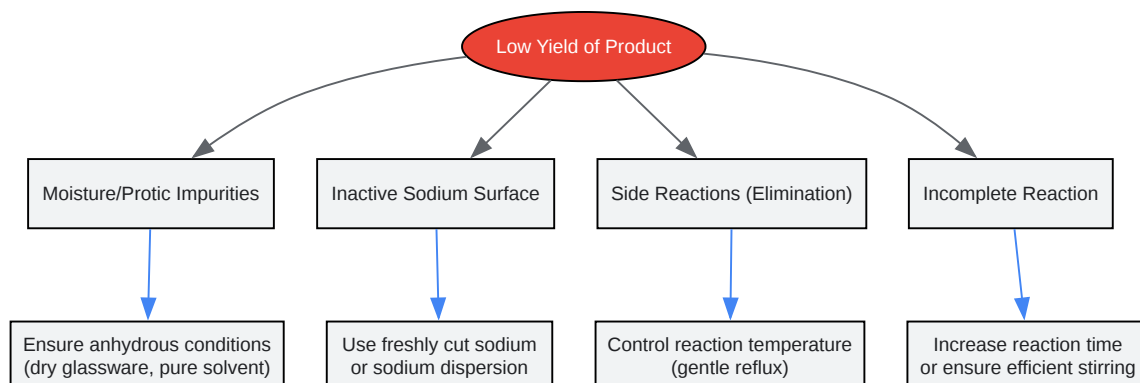 Low Yield of Product
Moisture/Protic Impurities
Inactive Sodium Surface
Side Reactions (Elimination)
Incomplete Reaction
Ensure anhydrous conditions
(dry glassware, pure solvent)
Use freshly cut sodium
or sodium dispersion
Control reaction temperature
(gentle reflux)
Increase reaction time
or ensure efficient stirring